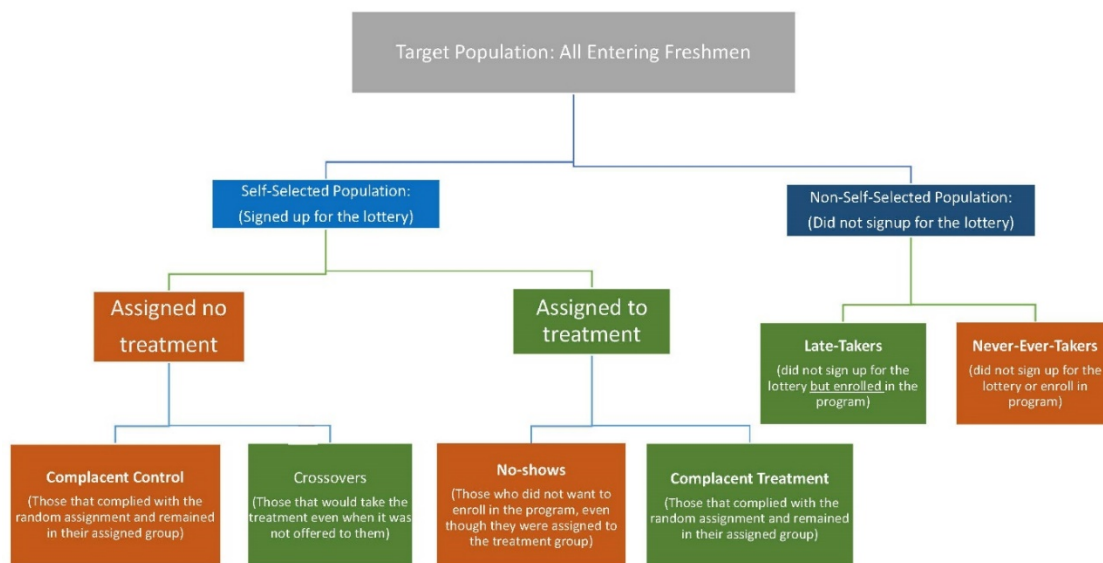 Target Population: All Entering Freshmen
Self-Selected Population:
(Signed up for the lottery)
Non-Self-Selected Population:
(Did not signup for the lottery)
Assigned no
treatment
Assigned to
treatment
Late-Takers
(did not sign up for the
lottery but enrolled in the
program)
Never-Ever-Takers
(did not sign up for the
lottery or enroll in
program)
Complacent Control
(Those that complied with the
random assignment and remained
in their assigned group)
Crossovers
(Those that would take the
treatment even when it was
not offered to them)
No-shows
(Those who did not want to
enroll in the program, even
though they were assigned to
the treatment group)
Complacent Treatment
(Those that complied with the
random assignment and remained
in their assigned group)